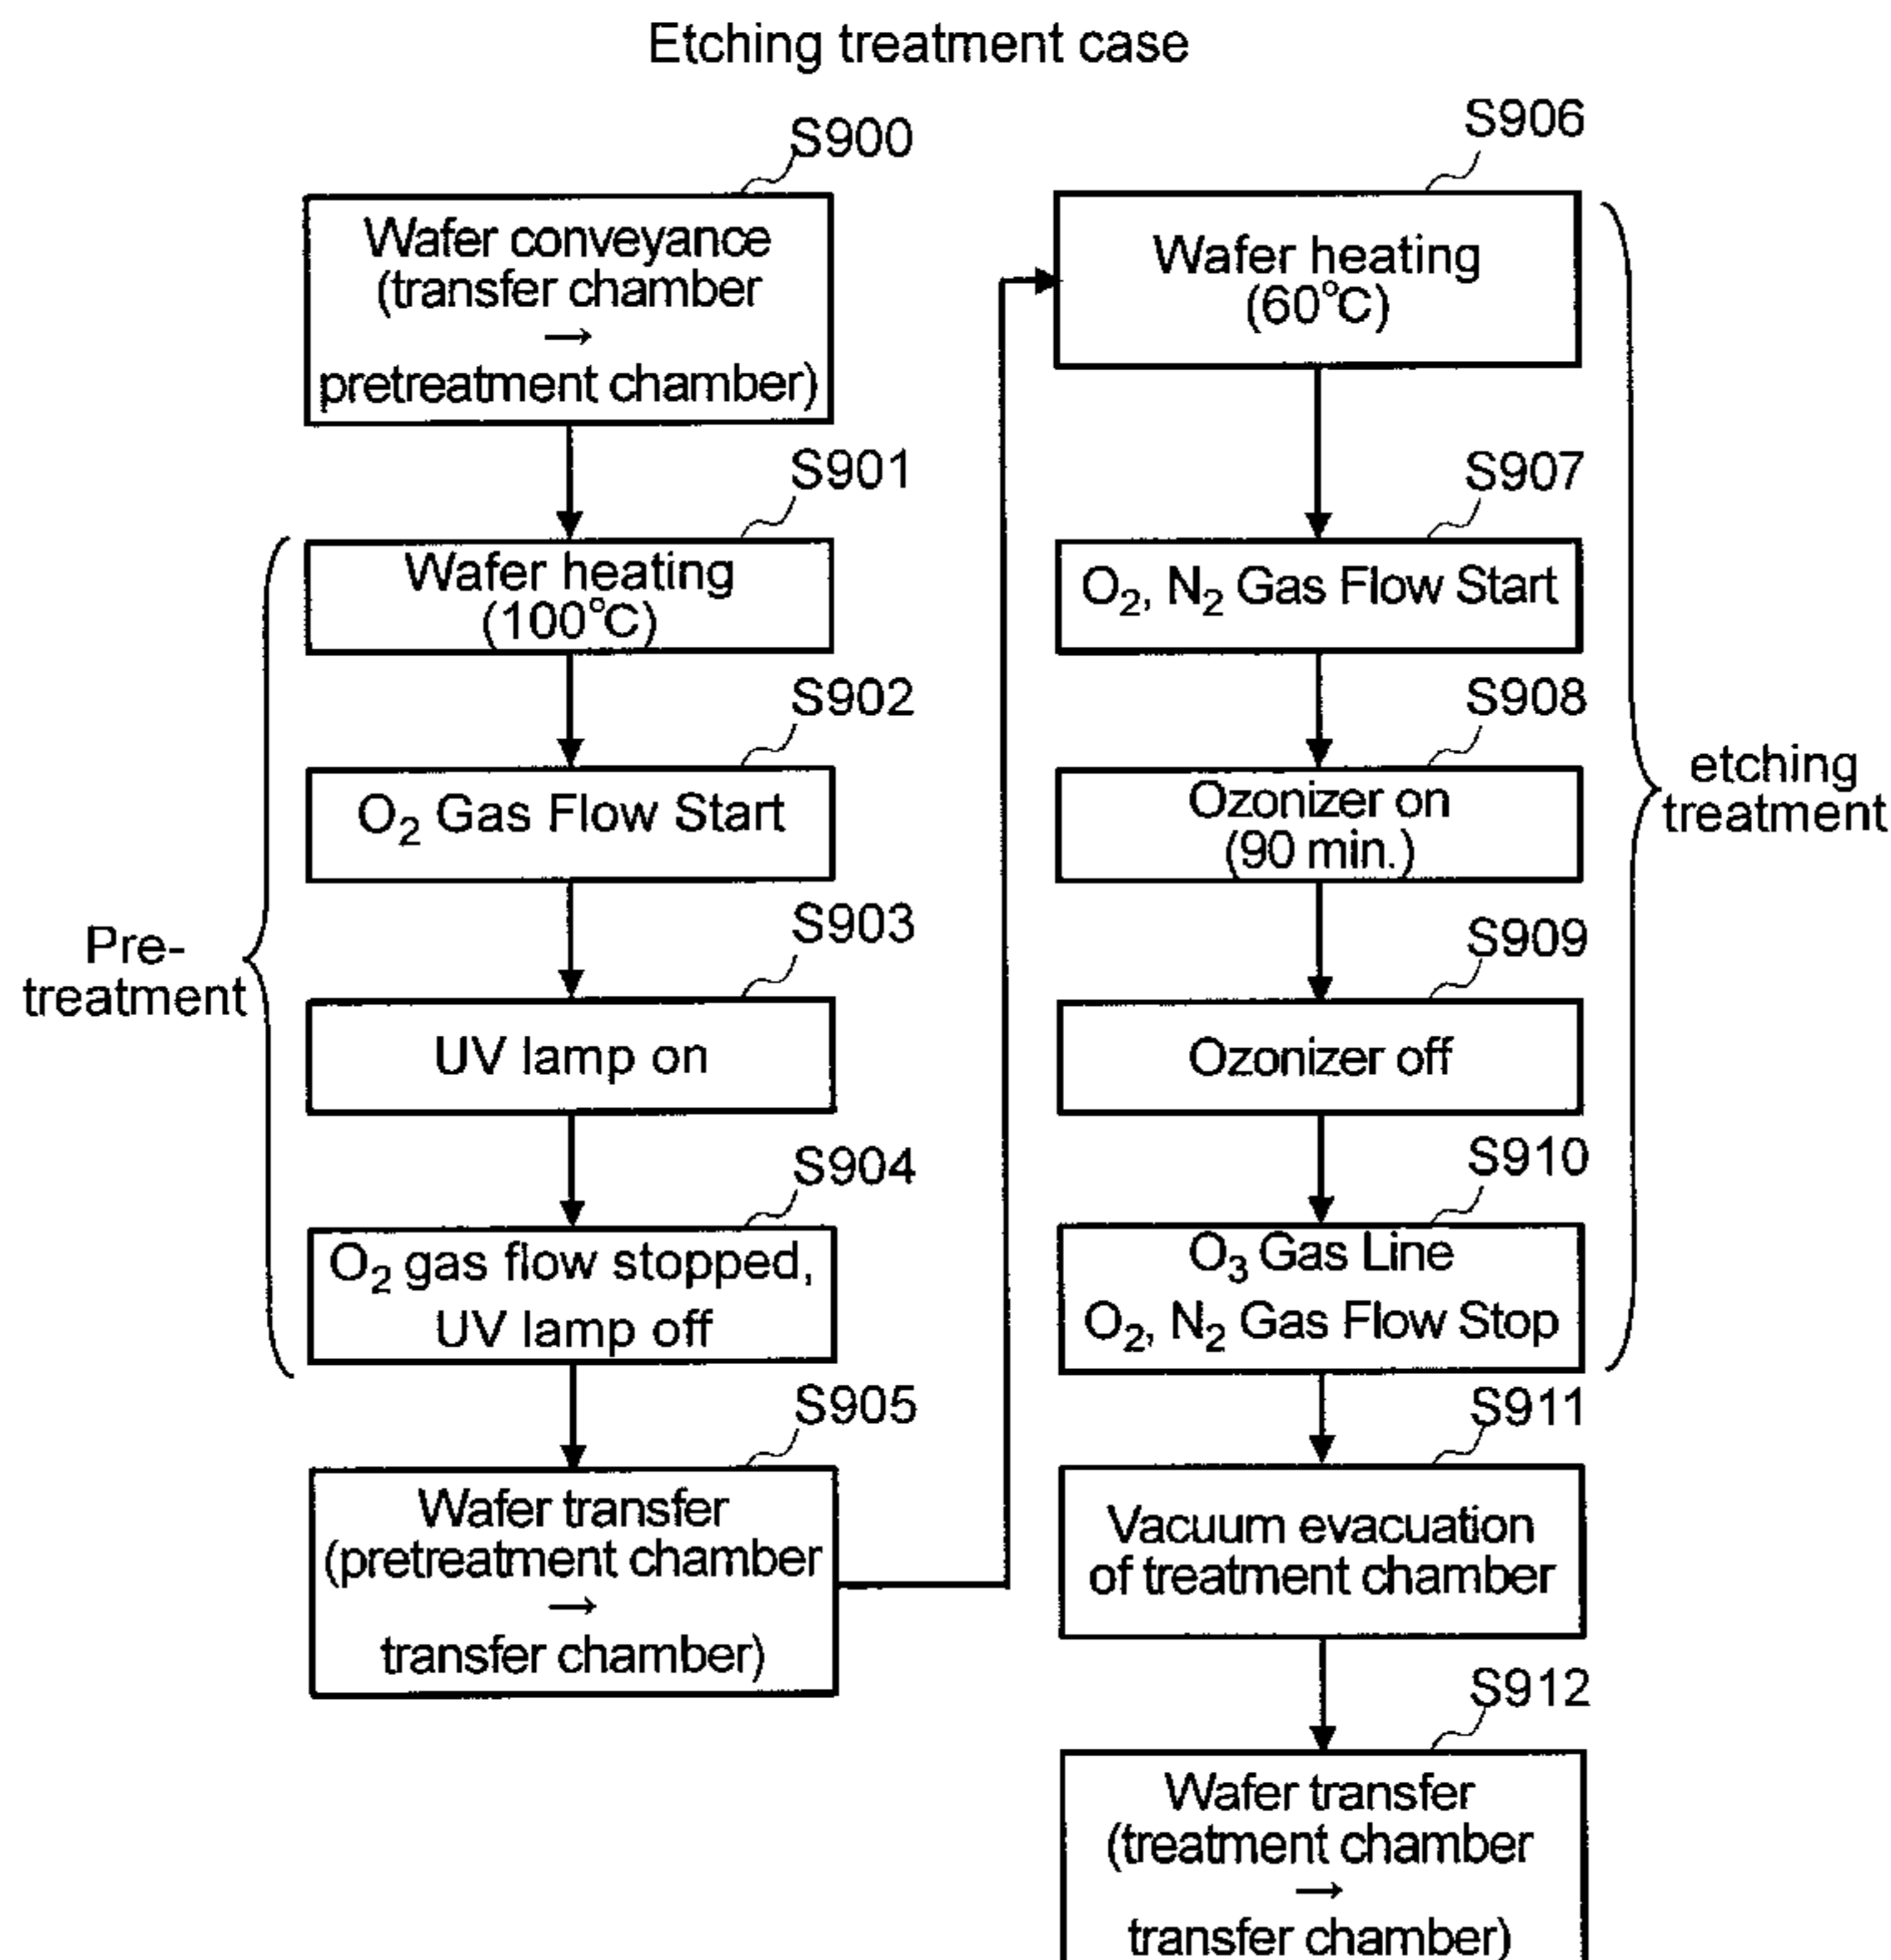 Etching treatment case
S900
Wafer conveyance
(transfer chamber
→
pretreatment chamber)
S901
Wafer heating
(100°C)
S902
O₂ Gas Flow Start
S903
UV lamp on
S904
O₂ gas flow stopped,
UV lamp off
S905
Wafer transfer
(pretreatment chamber
→
transfer chamber)
Pre-
treatment
S906
Wafer heating
(60°C)
S907
O₂, N₂ Gas Flow Start
S908
Ozonizer on
(90 min.)
S909
Ozonizer off
S910
O₃ Gas Line
O₂, N₂ Gas Flow Stop
S911
Vacuum evacuation
of treatment chamber
S912
Wafer transfer
(treatment chamber
→
transfer chamber)
etching
treatment